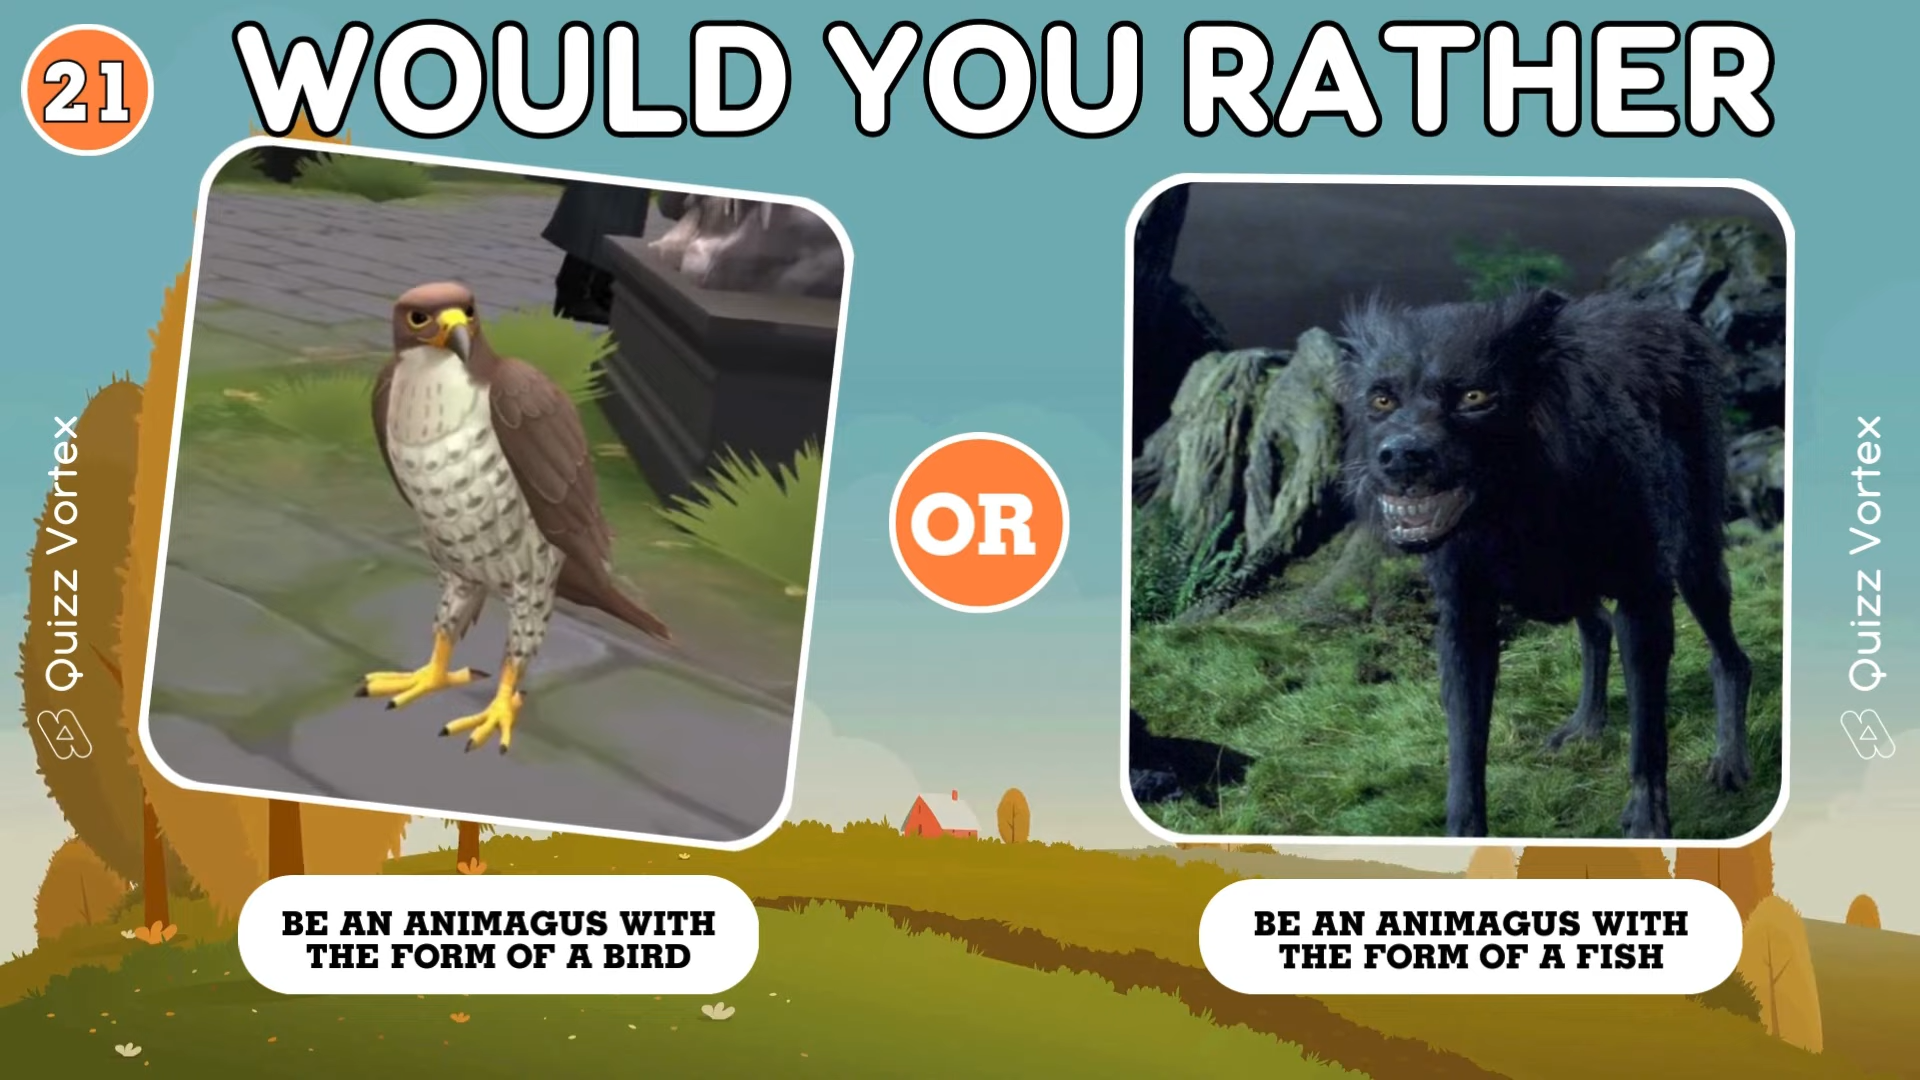 21
WOULD YOU RATHER
OR
BE AN ANIMAGUS WITH
THE FORM OF A BIRD
BE AN ANIMAGUS WITH
THE FORM OF A FISH
Quizz Vortex
Quizz Vortex